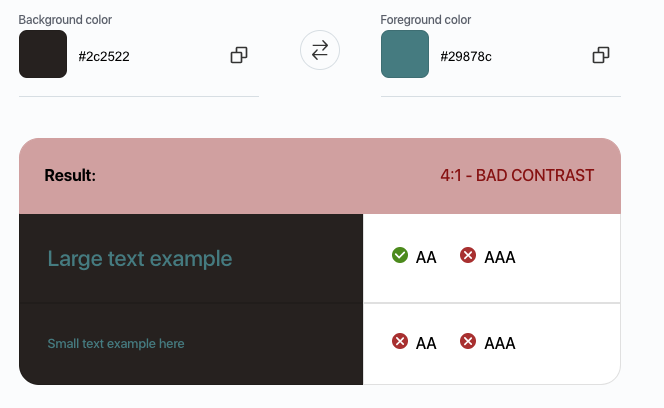 Background color
Foreground color
#2c2522
#29878c
Result:
4:1 - BAD CONTRAST
Large text example
AA
AAA
Small text example here
AA
AAA